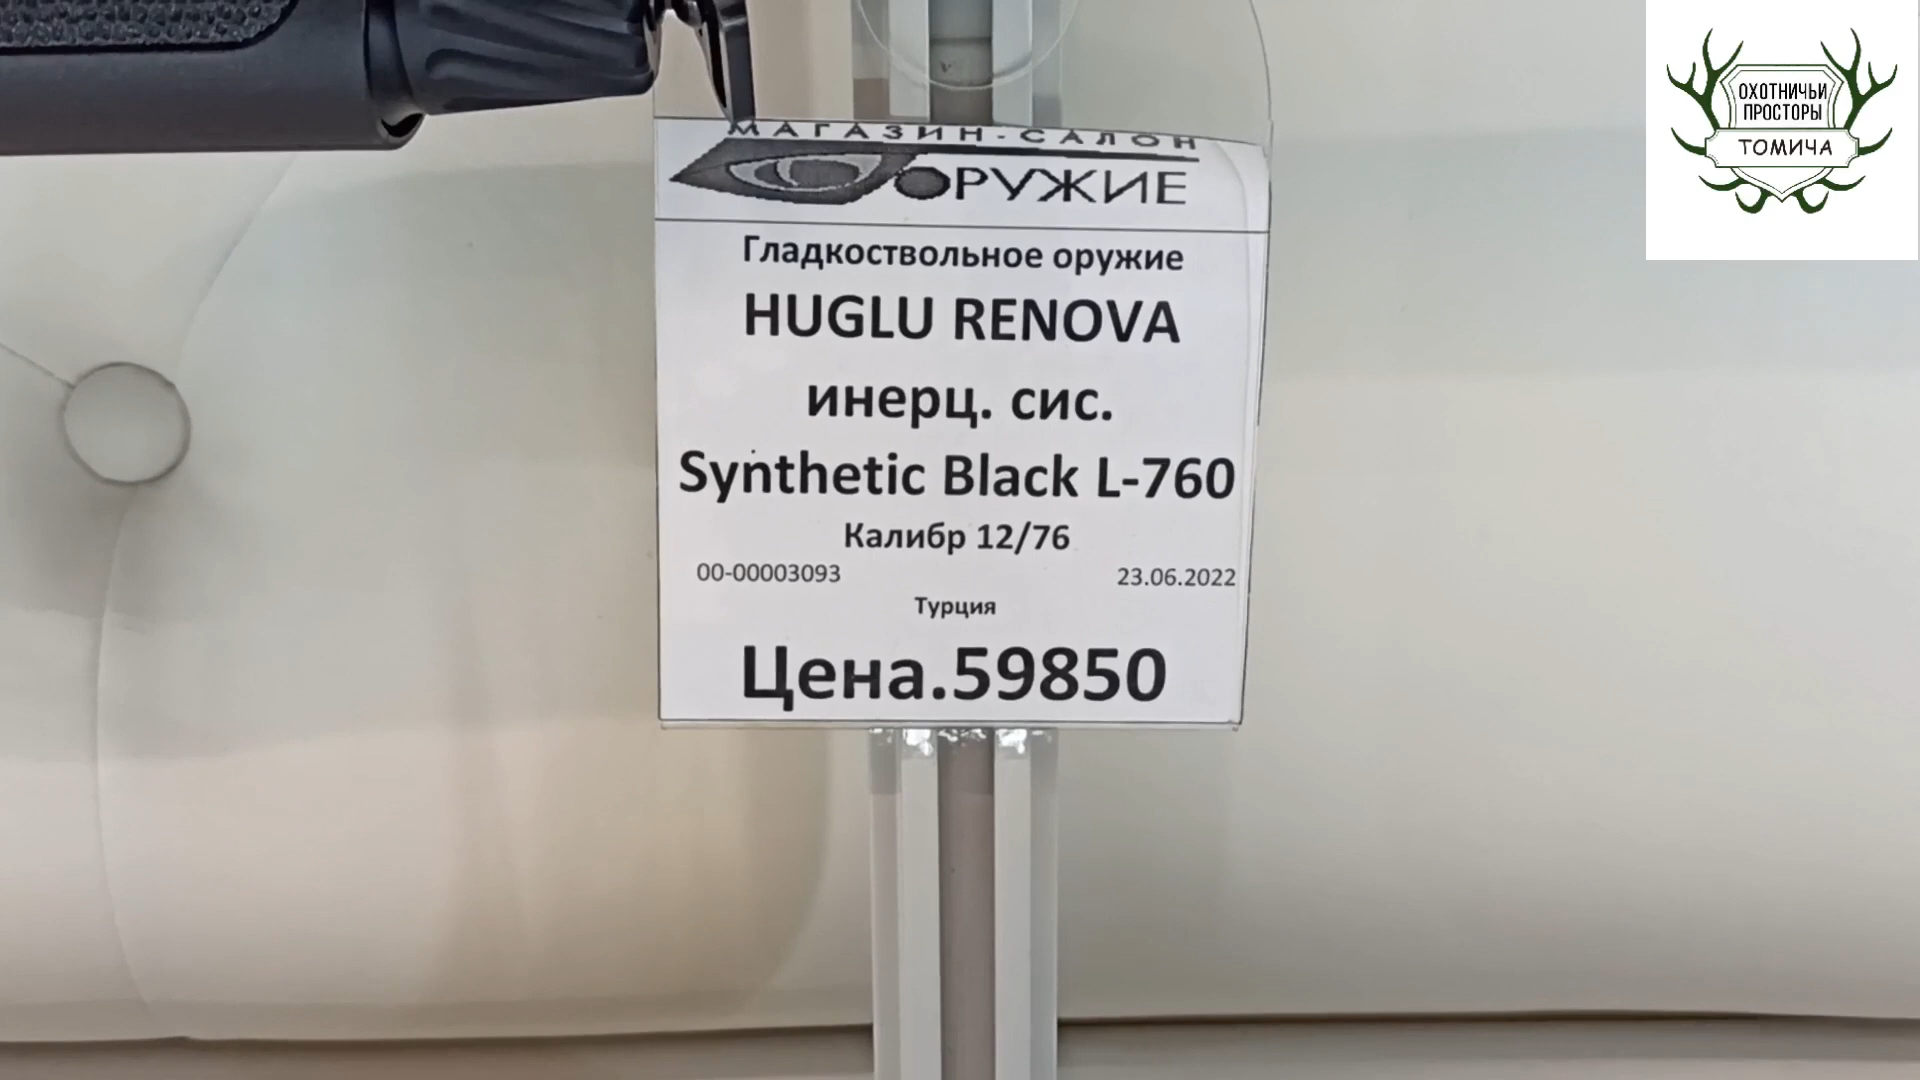 МАГАЗИН-САЛОН
ОРУЖИЕ
Гладкоствольное оружие
HUGLU RENOVA
инерц. сис.
Synthetic Black L-760
Калибр 12/76
00-00003093 23.06.2022
Турция
Цена.59850
ОХОТНИЧЬИ
ПРОСТОРЫ
ТОМИЧА